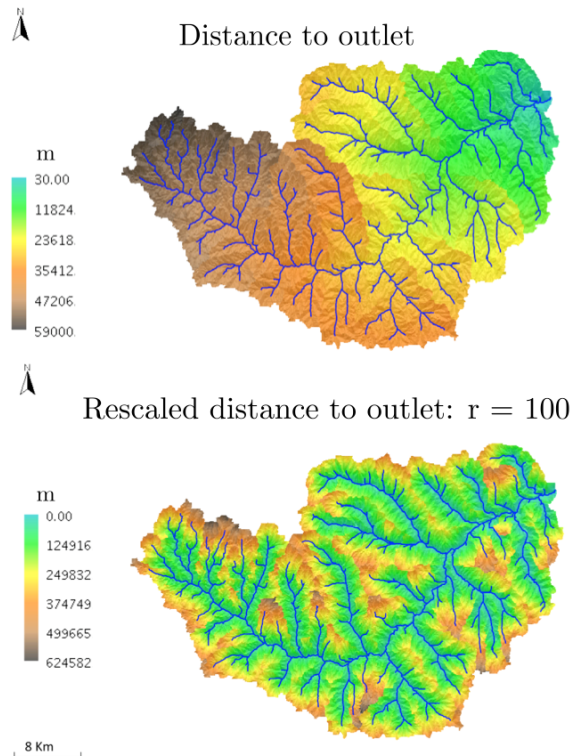 N
Distance to outlet
m
30.00
11824.
23618.
35412.
47206.
59000.
N
Rescaled distance to outlet: r = 100
m
0.00
124916
249832
374749
499665
624582
8 Km